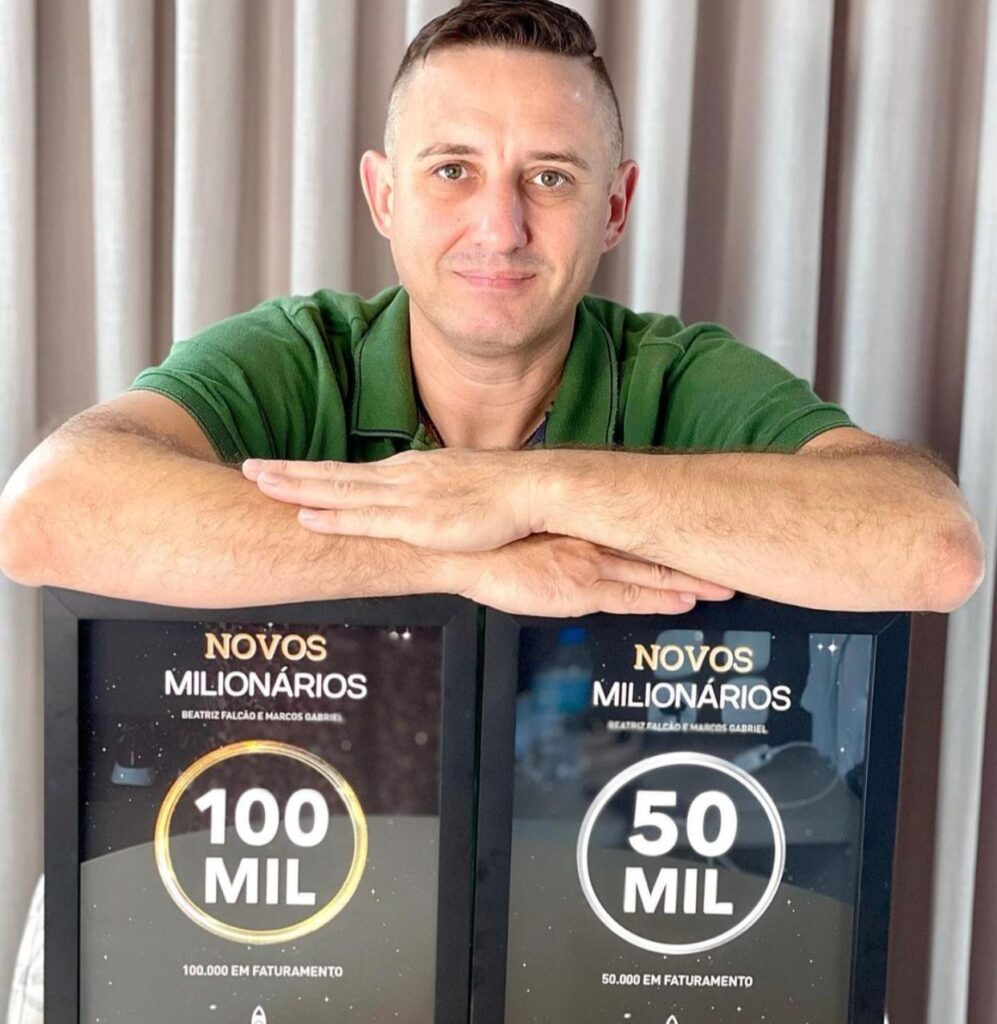 NOVOS
MILIONÁRIOS
BEATRIZ FALCÃO E MARCOS GABRIEL
100
MIL
100.000 EM FATURAMENTO
NOVOS
MILIONÁRIOS
BEATRIZ FALCÃO E MARCOS GABRIEL
50
MIL
50.000 EM FATURAMENTO